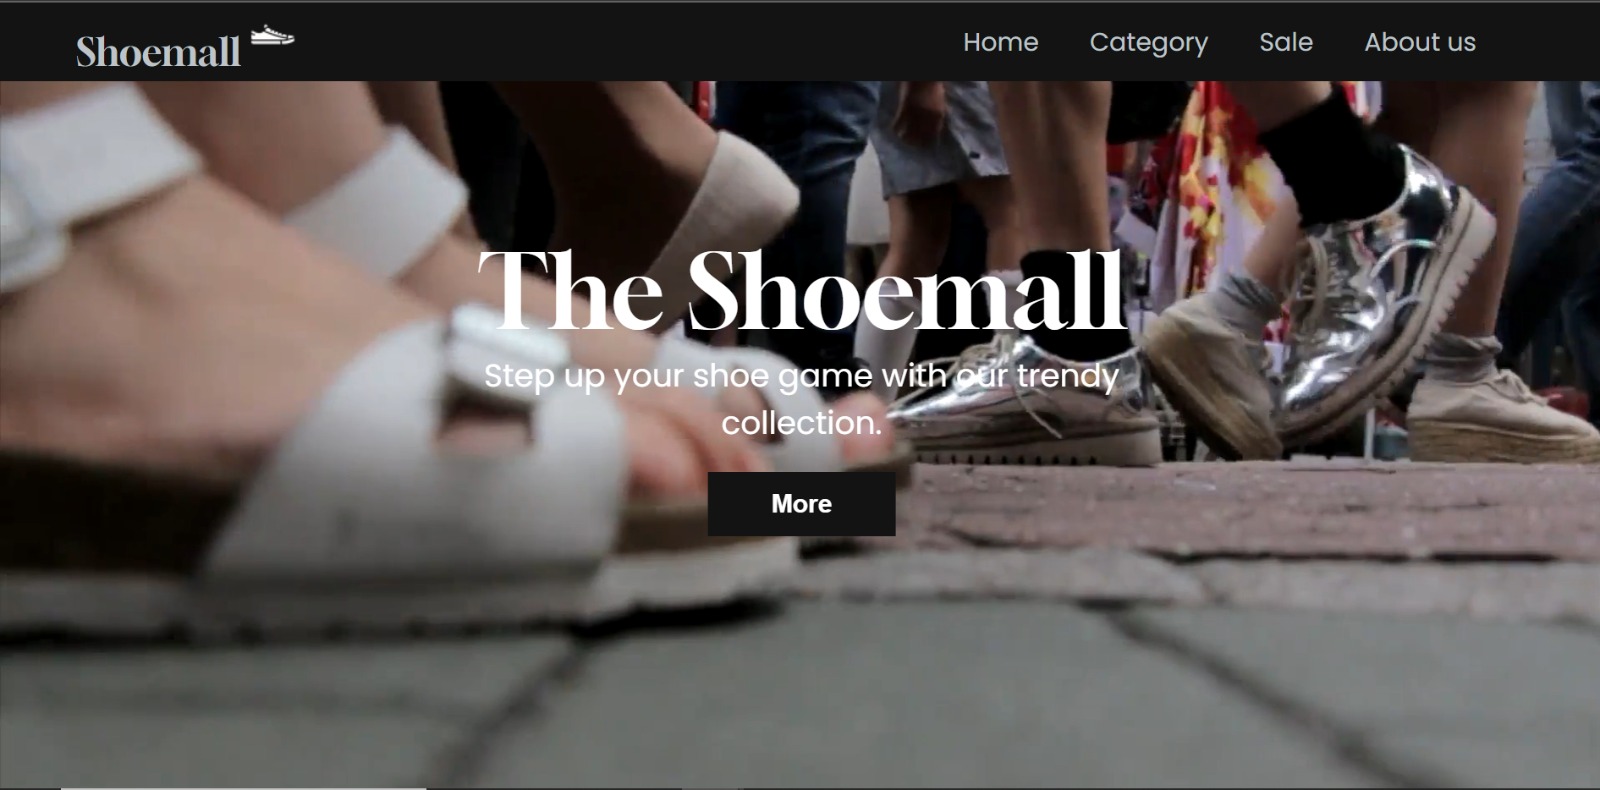 Shoemall
Home Category Sale About us
The Shoemall
Step up your shoe game with our trendy
collection.
More